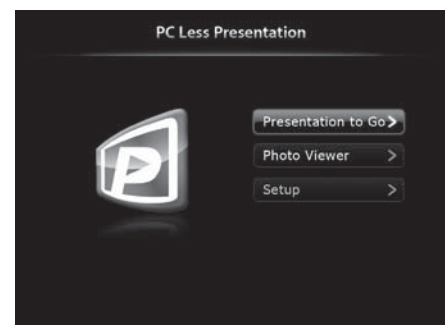 PC Less Presentation
Presentation to Go >
Photo Viewer >
Setup >